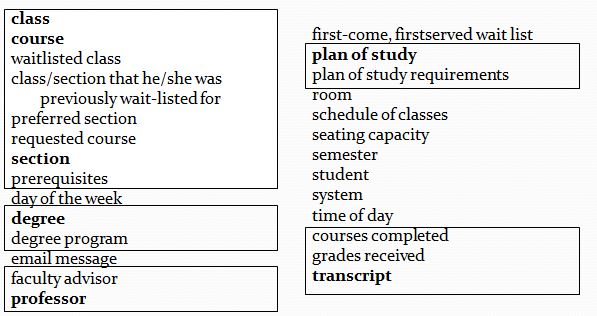 class
course
waitlisted class
class/section that he/she was
previously wait-listed for
preferred section
requested course
section
prerequisites
day of the week
degree
degree program
email message
faculty advisor
professor
first-come, firstserved wait list
plan of study
plan of study requirements
room
schedule of classes
seating capacity
semester
student
system
time of day
courses completed
grades received
transcript